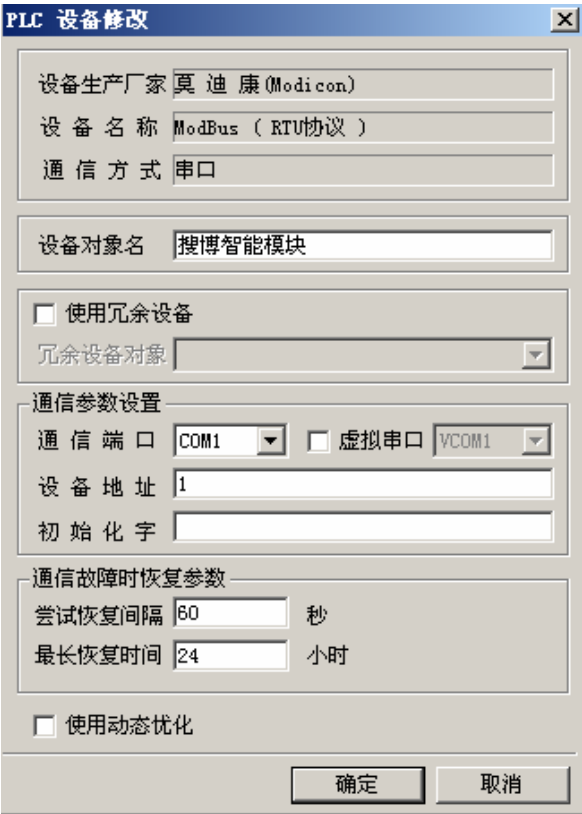 PLC 设备修改
设备生产厂家 莫 迪 康(Modicon)
设 备 名 称 ModBus ( RTU协议 )
通 信 方 式 串口
设备对象名 搜博智能模块
使用冗余设备
冗余设备对象
通信参数设置
通 信 端 口 COM1 虚拟串口 VCOM1
设 备 地 址 1
初 始 化 字
通信故障时恢复参数
尝试恢复间隔 60 秒
最长恢复时间 24 小时
使用动态优化
确定 取消